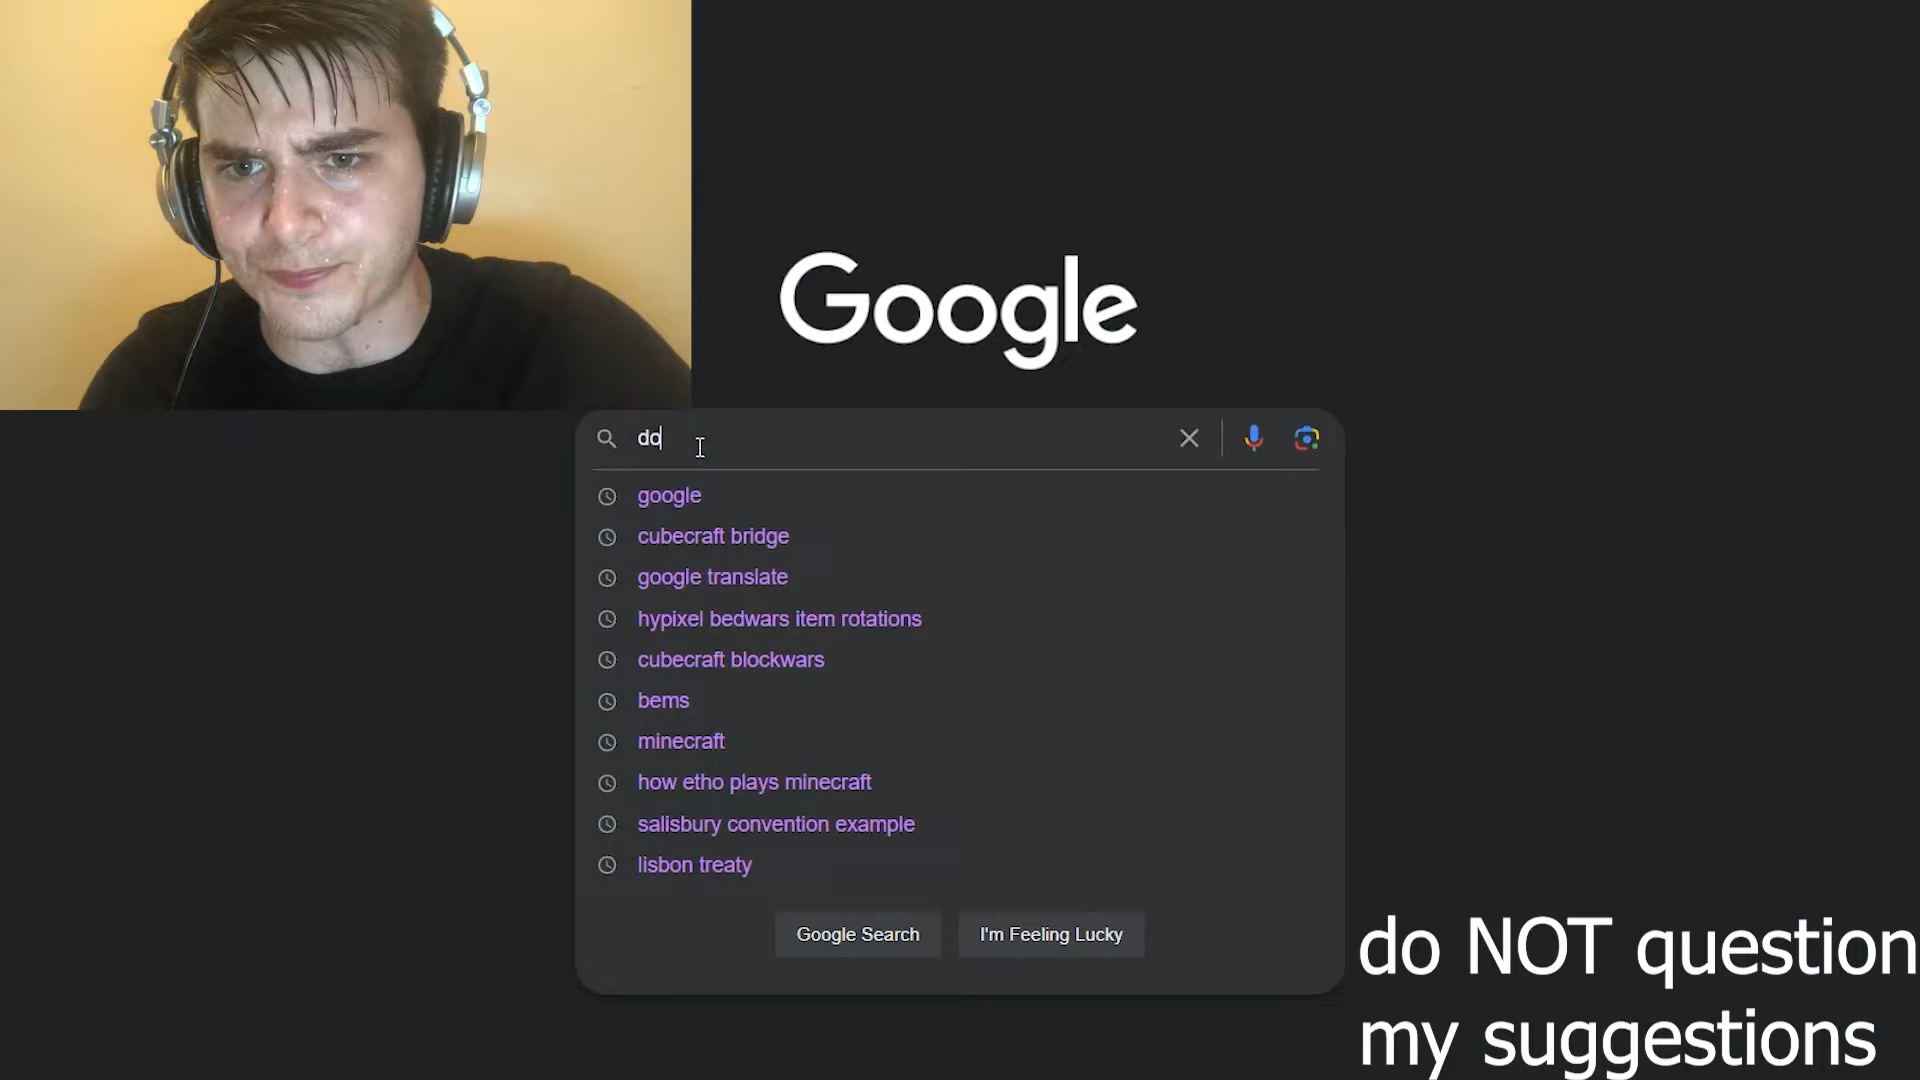 Google
do
google
cubecraft bridge
google translate
hypixel bedwars item rotations
cubecraft blockwars
bems
minecraft
how etho plays minecraft
salisbury convention example
lisbon treaty
Google Search
I'm Feeling Lucky
do NOT question
my suggestions